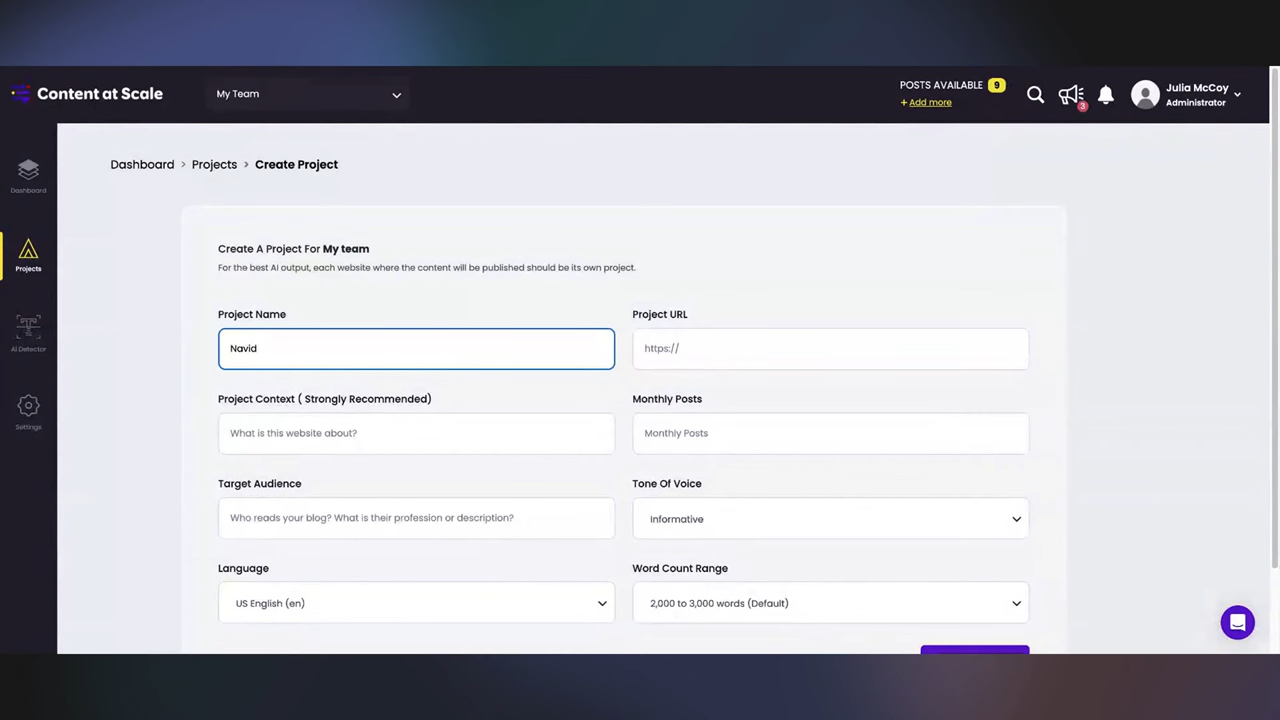 Content at Scale
My Team
POSTS AVAILABLE 9
+ Add more
3
Julia McCoy
Administrator
Dashboard > Projects > Create Project
Dashboard
Projects
AI Detector
Settings
Create A Project For My team
For the best AI output, each website where the content will be published should be its own project.
Project Name
Navid
Project URL
https://
Project Context ( Strongly Recommended)
What is this website about?
Monthly Posts
Monthly Posts
Target Audience
Who reads your blog? What is their profession or description?
Tone Of Voice
Informative
Language
US English (en)
Word Count Range
2,000 to 3,000 words (Default)